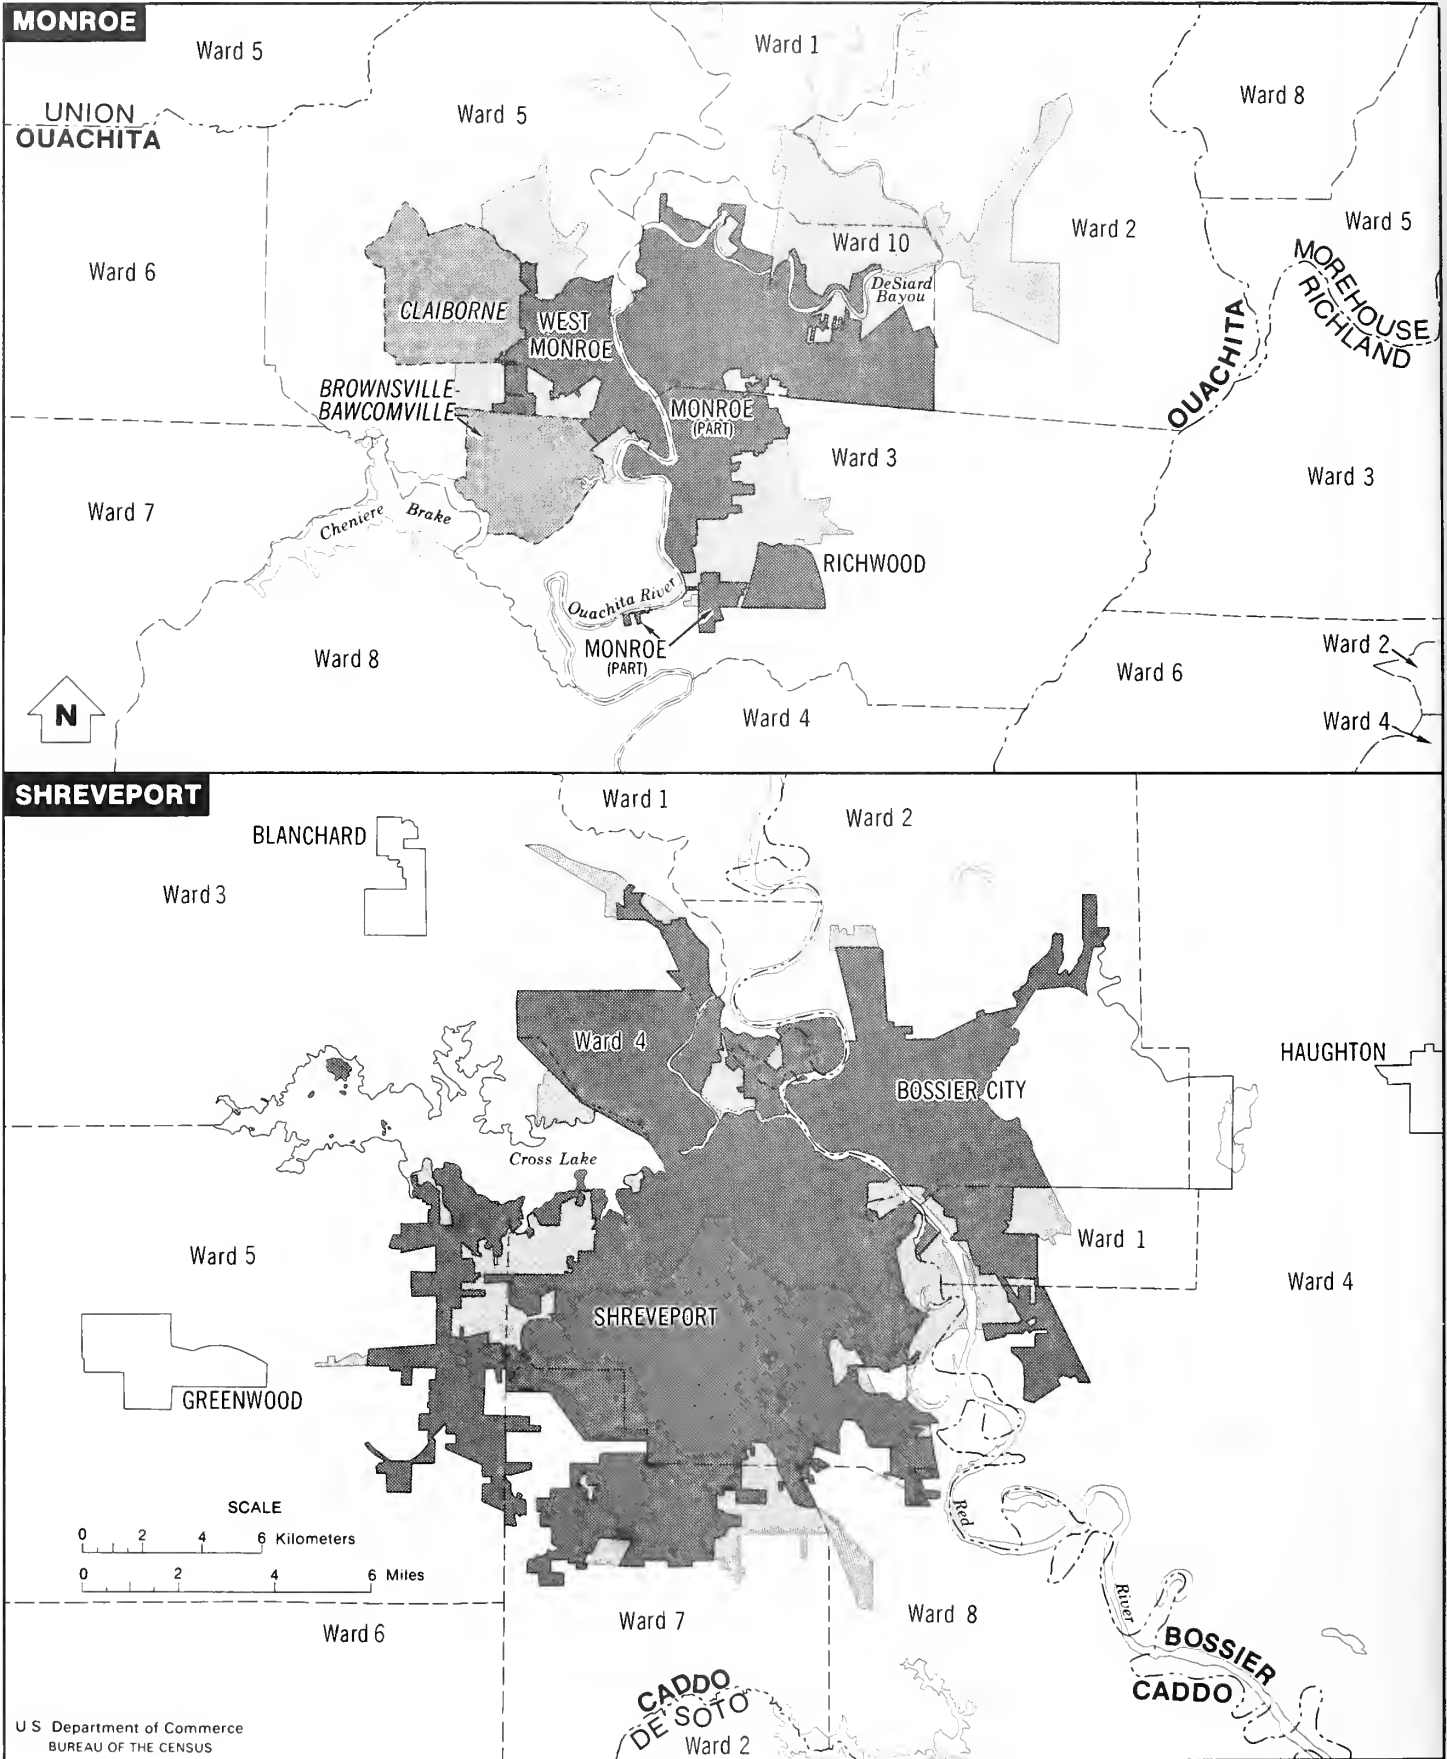 MONROE
Ward 5
Ward 1
UNION
OUACHITA
Ward 5
Ward 8
Ward 6
Ward 10
Ward 2
Ward 5
DeSiard
Bayou
MOREHOUSE
RICHLAND
CLAIBORNE
WEST
MONROE
OUACHITA
BROWNSVILLE-
BAWCOMVILLE
MONROE
(PART)
Ward 3
Ward 3
Ward 7
Cheniere Brake
RICHWOOD
Ouachita River
MONROE
(PART)
Ward 8
Ward 2
Ward 6
N
Ward 4
Ward 4
SHREVEPORT
Ward 1
Ward 2
BLANCHARD
Ward 3
Ward 4
HAUGHTON
BOSSIER CITY
Cross Lake
Ward 5
Ward 1
Ward 4
SHREVEPORT
GREENWOOD
SCALE
0 2 4 6 Kilometers
0 2 4 6 Miles
Red
River
Ward 6
Ward 7
Ward 8
BOSSIER
CADDO
CADDO
DE SOTO
Ward 2
U S Department of Commerce
BUREAU OF THE CENSUS